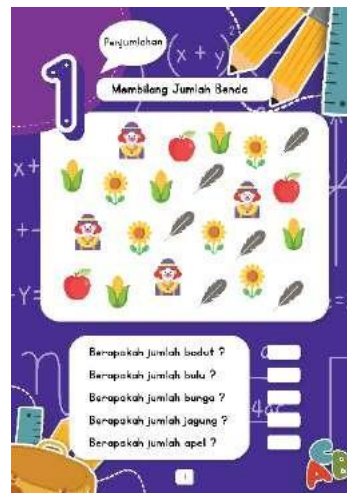 Penjumlahan
1
Membilang Jumlah Benda
(x + y)
x+
Berapakah jumlah badut ?
Berapakah jumlah bulu ?
Berapakah jumlah bunga ?
Berapakah jumlah jagung ?
Berapakah jumlah apel ?
1
A
C
B